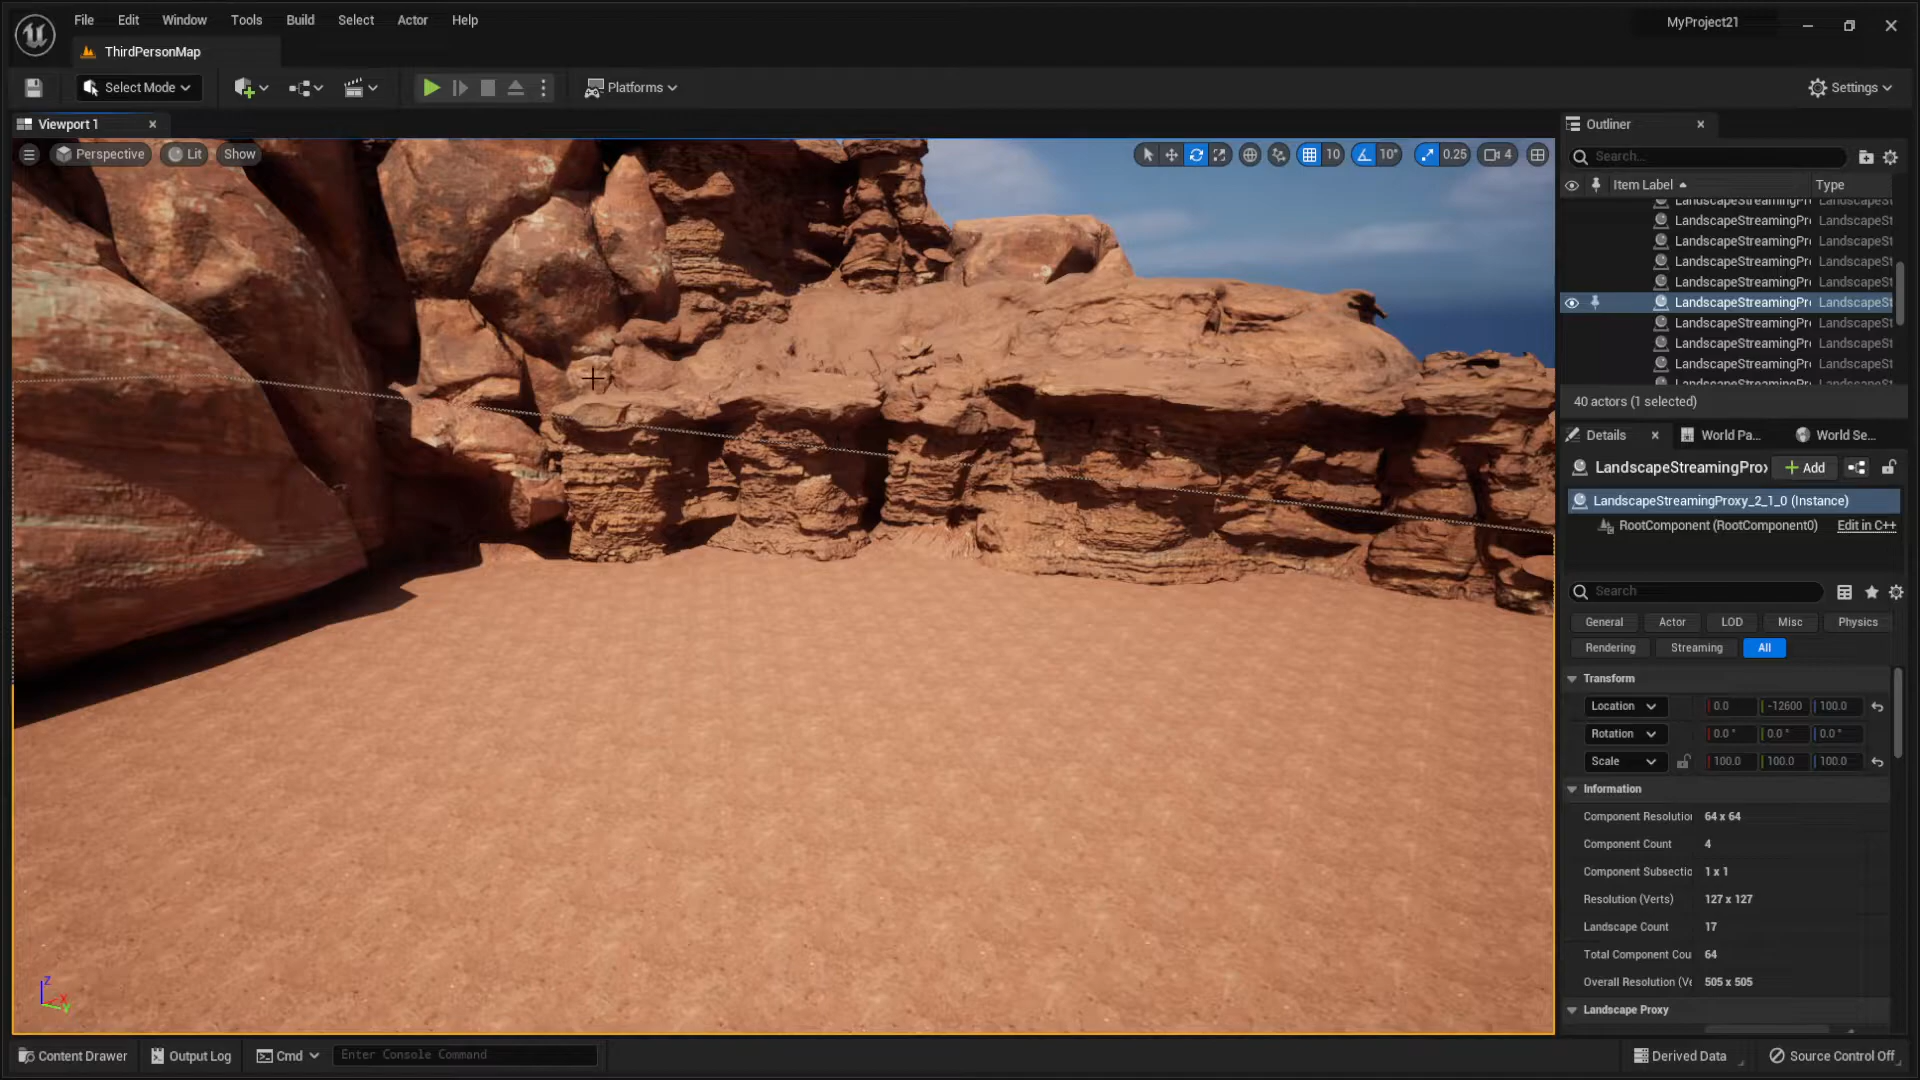 File Edit Window Tools Build Select Actor Help
MyProject21
ThirdPersonMap
Select Mode
Platforms
Settings
Viewport 1
Perspective Lit Show
10 10° 0.25 4
Outliner
Search...
Item Label Type
LandscapeStreamingPr LandscapeSt
LandscapeStreamingPr LandscapeSt
LandscapeStreamingPr LandscapeSt
LandscapeStreamingPr LandscapeSt
LandscapeStreamingPr LandscapeSt
LandscapeStreamingPr LandscapeSt
LandscapeStreamingPr LandscapeSt
LandscapeStreamingPr LandscapeSt
LandscapeStreamingPr LandscapeSt
LandscapeStreamingPr LandscapeSt
40 actors (1 selected)
Details World Pa... World Se...
LandscapeStreamingPro Add
LandscapeStreamingProxy_2_1_0 (Instance)
RootComponent (RootComponent0) Edit in C++
Search
General Actor LOD Misc Physics
Rendering Streaming All
Transform
Location 0.0 -12600 100.0
Rotation 0.0° 0.0° 0.0°
Scale 100.0 100.0 100.0
Information
Component Resolutio 64 x 64
Component Count 4
Component Subsectio 1 x 1
Resolution (Verts) 127 x 127
Landscape Count 17
Total Component Cou 64
Overall Resolution (Ve 505 x 505
Landscape Proxy
Z X Y
Content Drawer Output Log Cmd Enter Console Command
Derived Data Source Control Off